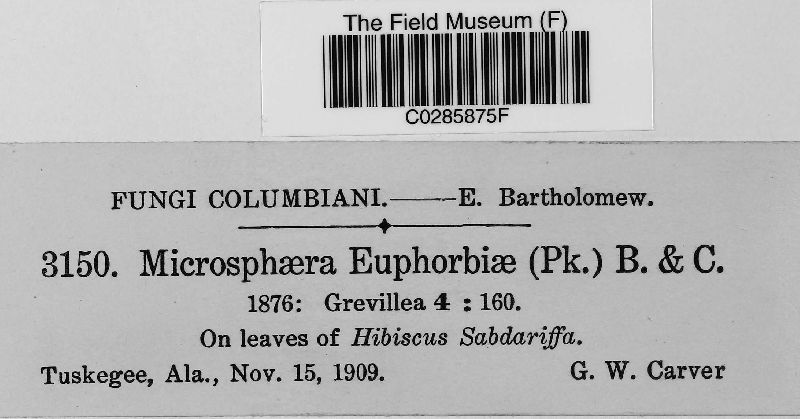 The Field Museum (F)
C0285875F
FUNGI COLUMBIANI.——E. Bartholomew.
3150. Microsphæra Euphorbiæ (Pk.) B. & C.
1876: Grevillea 4 : 160.
On leaves of Hibiscus Sabdariffa.
Tuskegee, Ala., Nov. 15, 1909. G. W. Carver